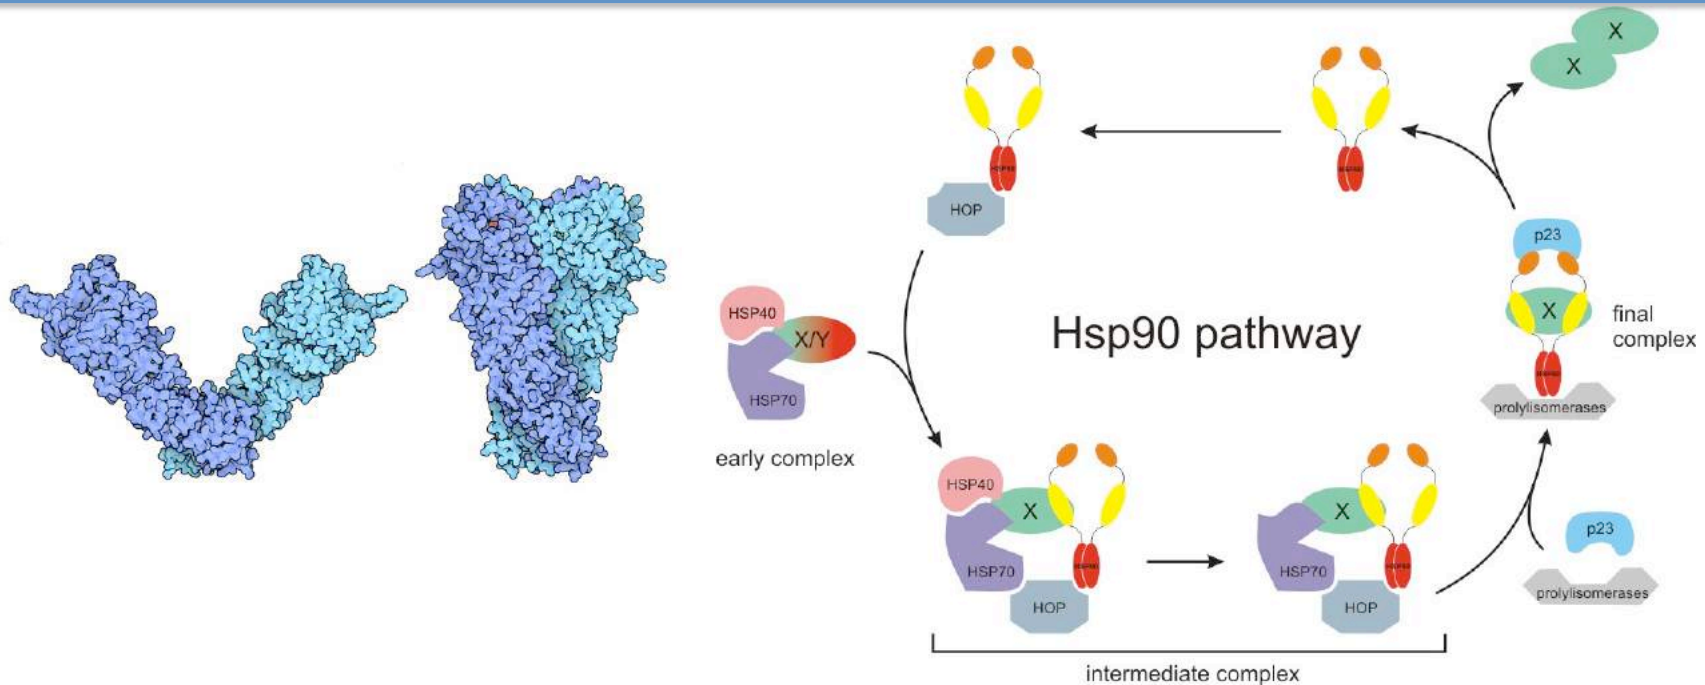 X
X
HOP
p23
HSP40
X/Y
HSP70
early complex
Hsp90 pathway
X
final
complex
prolylisomerases
HSP40
X
HSP70
HOP
X
HSP70
HOP
p23
prolylisomerases
intermediate complex